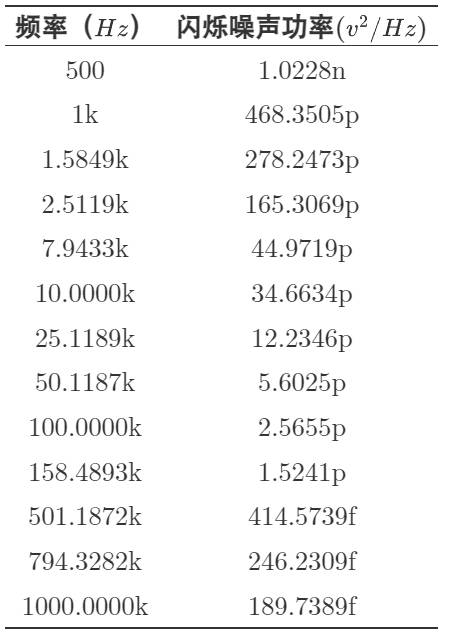 频率（Hz） 闪烁噪声功率(v²/Hz)
500 1.0228n
1k 468.3505p
1.5849k 278.2473p
2.5119k 165.3069p
7.9433k 44.9719p
10.0000k 34.6634p
25.1189k 12.2346p
50.1187k 5.6025p
100.0000k 2.5655p
158.4893k 1.5241p
501.1872k 414.5739f
794.3282k 246.2309f
1000.0000k 189.7389f